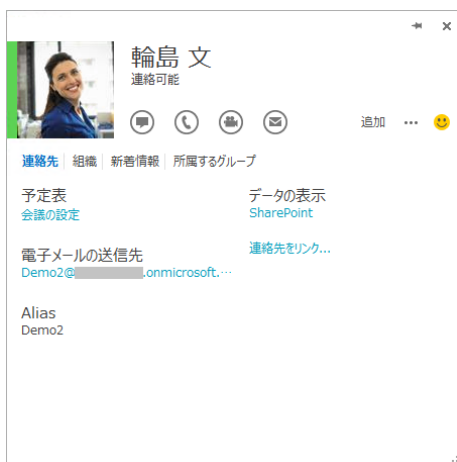 輪島 文
連絡可能
追加 ...
連絡先 組織 新着情報 所属するグループ
予定表
会議の設定
データの表示
SharePoint
連絡先をリンク...
電子メールの送信先
Demo2@ .onmicrosoft....
Alias
Demo2